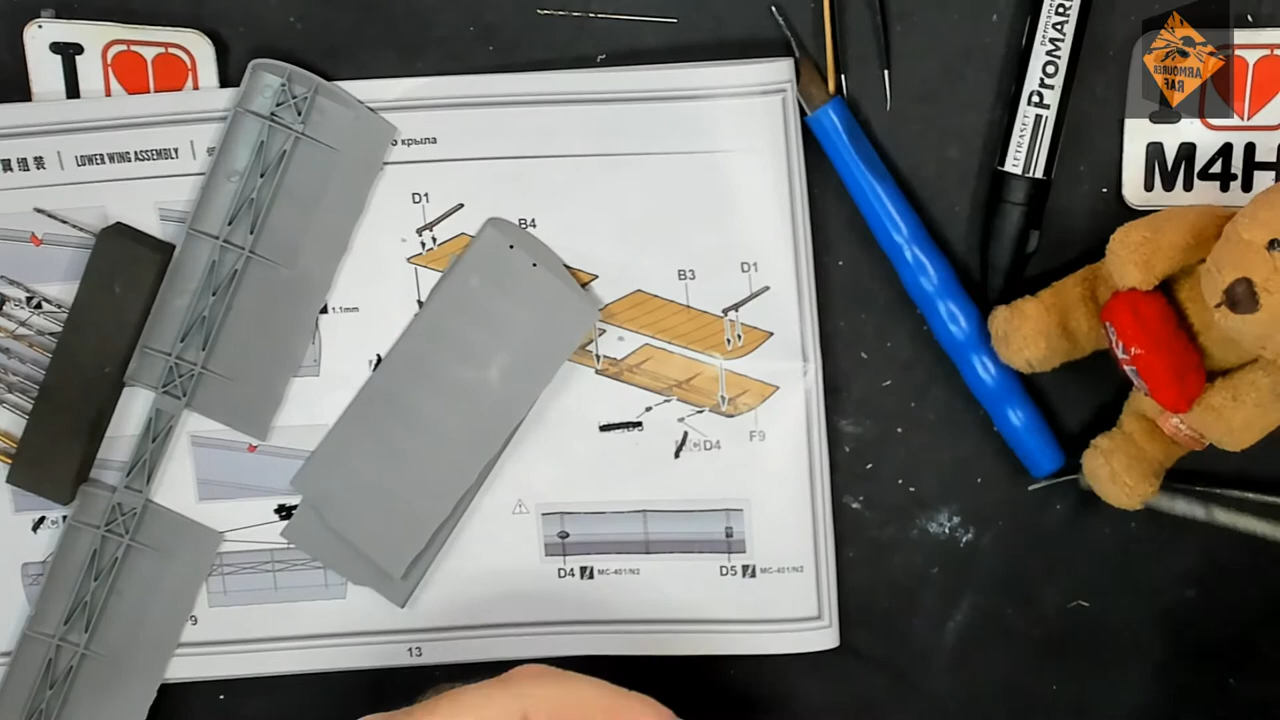 I
PROMARK
permane
LETRASET
ARMOURER
RAF
M4H
翼组装 | LOWER WING ASSEMBLY |
крыла
D1
B4
B3
D1
1.1mm
D4
F9
D4 MC-401/N2
D5 MC-401/N2
13